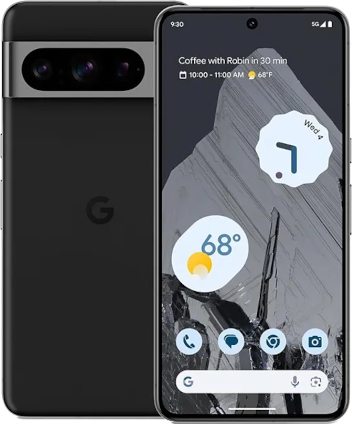 9:30
5G
Coffee with Robin in 30 min
10:00 - 11:00 AM 68°F
Wed 4
68°
G
G